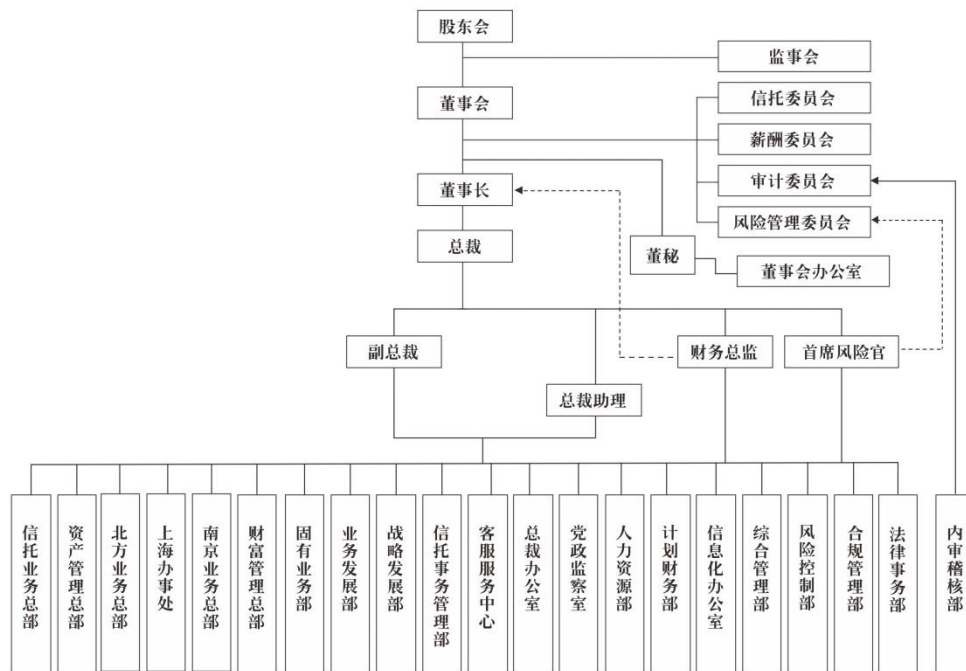 股东会
监事会
董事会
信托委员会
薪酬委员会
董事长
审计委员会
风险管理委员会
总裁
董秘
董事会办公室
副总裁
财务总监
首席风险官
总裁助理
信托业务总部
资产管理总部
北方业务总部
上海办事处
南京业务总部
财富管理总部
固有业务部
业务发展部
战略发展部
信托事务管理部
客服服务中心
总裁办公室
党政监察室
人力资源部
计划财务部
信息化办公室
综合管理部
风险控制部
合规管理部
法律事务部
内审稽核部